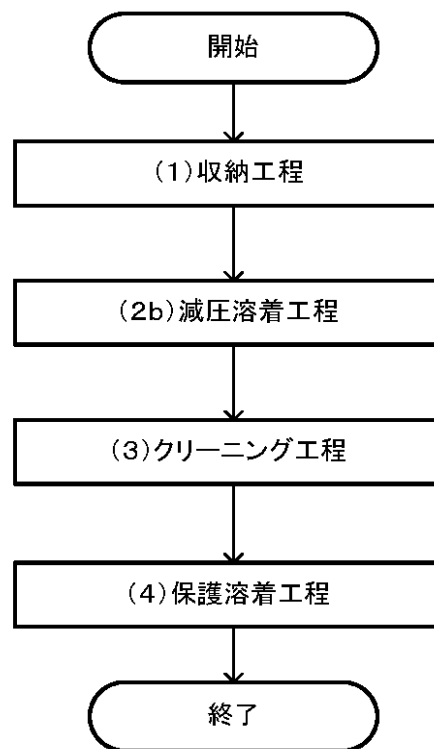 開始
(1)収納工程
(2b)減圧溶着工程
(3)クリーニング工程
(4)保護溶着工程
終了